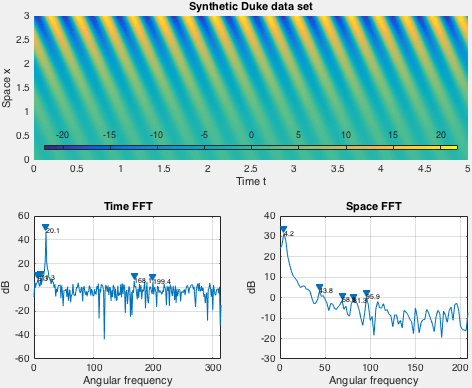 Synthetic Duke data set
3
2.5
2
1.5
1
0.5
0
Space x
-20 -15 -10 -5 0 5 10 15 20
0 0.5 1 1.5 2 2.5 3 3.5 4 4.5 5
Time t
Time FFT
60
40
20
0
-20
-40
-60
dB
20.1
199.4
0 100 200 300
Angular frequency
Space FFT
40
30
20
10
0
-10
-20
-30
dB
4.2
43.8
95.9
0 50 100 150 200
Angular frequency